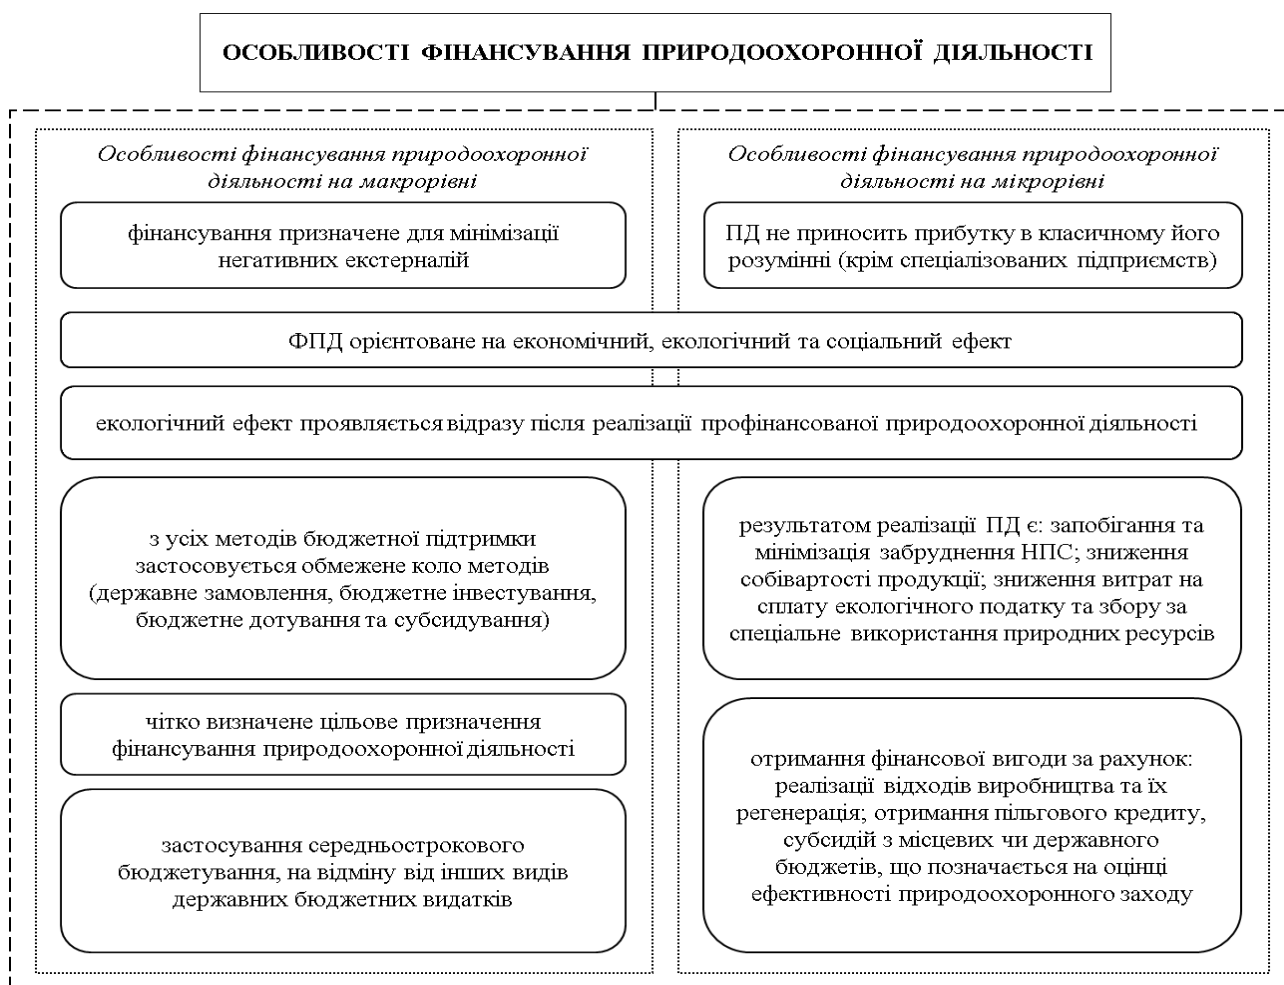 ОСОБЛИВОСТІ ФІНАНСУВАННЯ ПРИРОДООХОРОННОЇ ДІЯЛЬНОСТІ
Особливості фінансування природоохоронної
діяльності на макрорівні
фінансування призначене для мінімізації
негативних екстерналій
Особливості фінансування природоохоронної
діяльності на мікрорівні
ПД не приносить прибутку в класичному його
розумінні (крім спеціалізованих підприємств)
ФПД орієнтоване на економічний, екологічний та соціальний ефект
екологічний ефект проявляється відразу після реалізації профінансованої природоохоронної діяльності
з усіх методів бюджетної підтримки
застосовується обмежене коло методів
(державне замовлення, бюджетне інвестування,
бюджетне дотування та субсидування)
чітко визначене цільове призначення
фінансування природоохоронної діяльності
застосування середньострокового
бюджетування, на відміну від інших видів
державних бюджетних видатків
результатом реалізації ПД є: запобігання та
мінімізація забруднення НПС; зниження
собівартості продукції; зниження витрат на
сплату екологічного податку та збору за
спеціальне використання природних ресурсів
отримання фінансової вигоди за рахунок:
реалізації відходів виробництва та їх
регенерація; отримання пільгового кредиту,
субсидій з місцевих чи державного
бюджетів, що позначається на оцінці
ефективності природоохоронного заходу